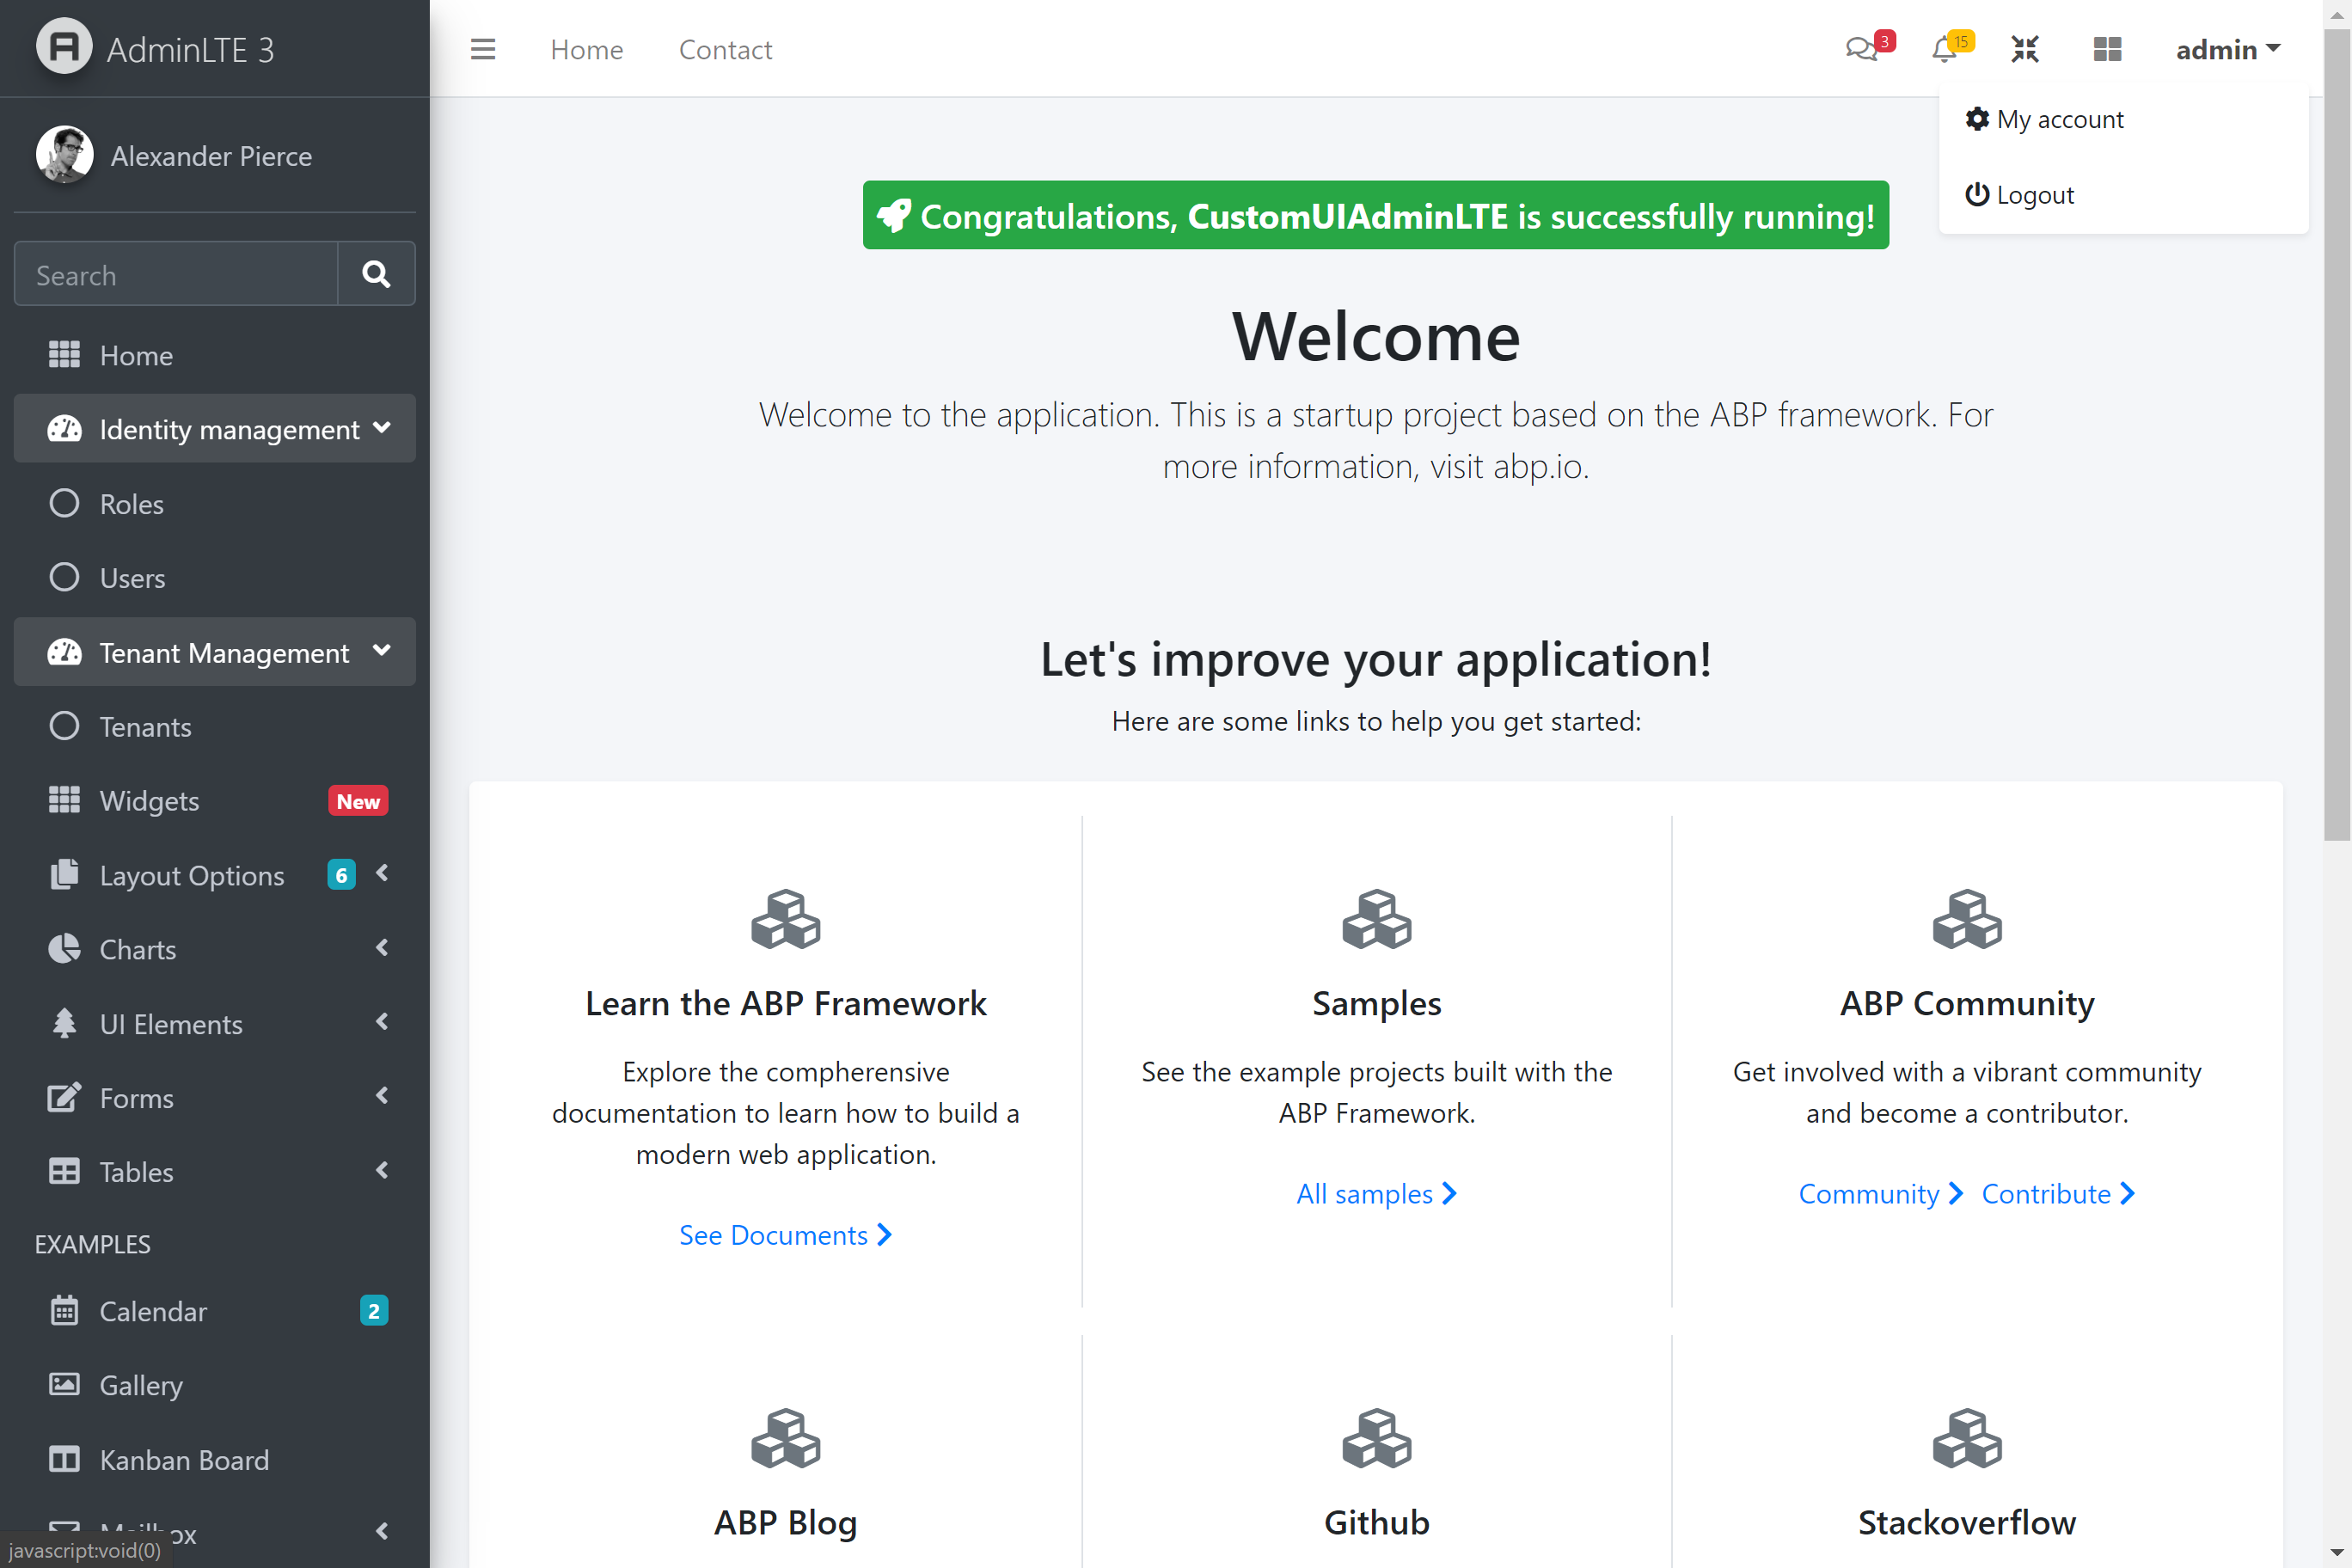 AdminLTE 3
Home
Contact
3
15
admin
Alexander Pierce
My account
Logout
Search
Congratulations, CustomUIAdminLTE is successfully running!
Welcome
Welcome to the application. This is a startup project based on the ABP framework. For
more information, visit abp.io.
Let's improve your application!
Here are some links to help you get started:
Home
Identity management
Roles
Users
Tenant Management
Tenants
Widgets New
Layout Options 6
Charts
UI Elements
Forms
Tables
EXAMPLES
Calendar 2
Gallery
Kanban Board
Mailbox
javascript:void(0)
Learn the ABP Framework
Explore the compherensive
documentation to learn how to build a
modern web application.
See Documents
Samples
See the example projects built with the
ABP Framework.
All samples
ABP Community
Get involved with a vibrant community
and become a contributor.
Community Contribute
ABP Blog
Github
Stackoverflow